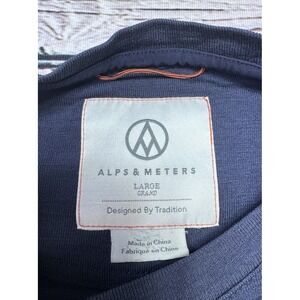 ALPS & METERS
LARGE
GRAND
Designed By Tradition
Made in China
Fabriqué en Chine